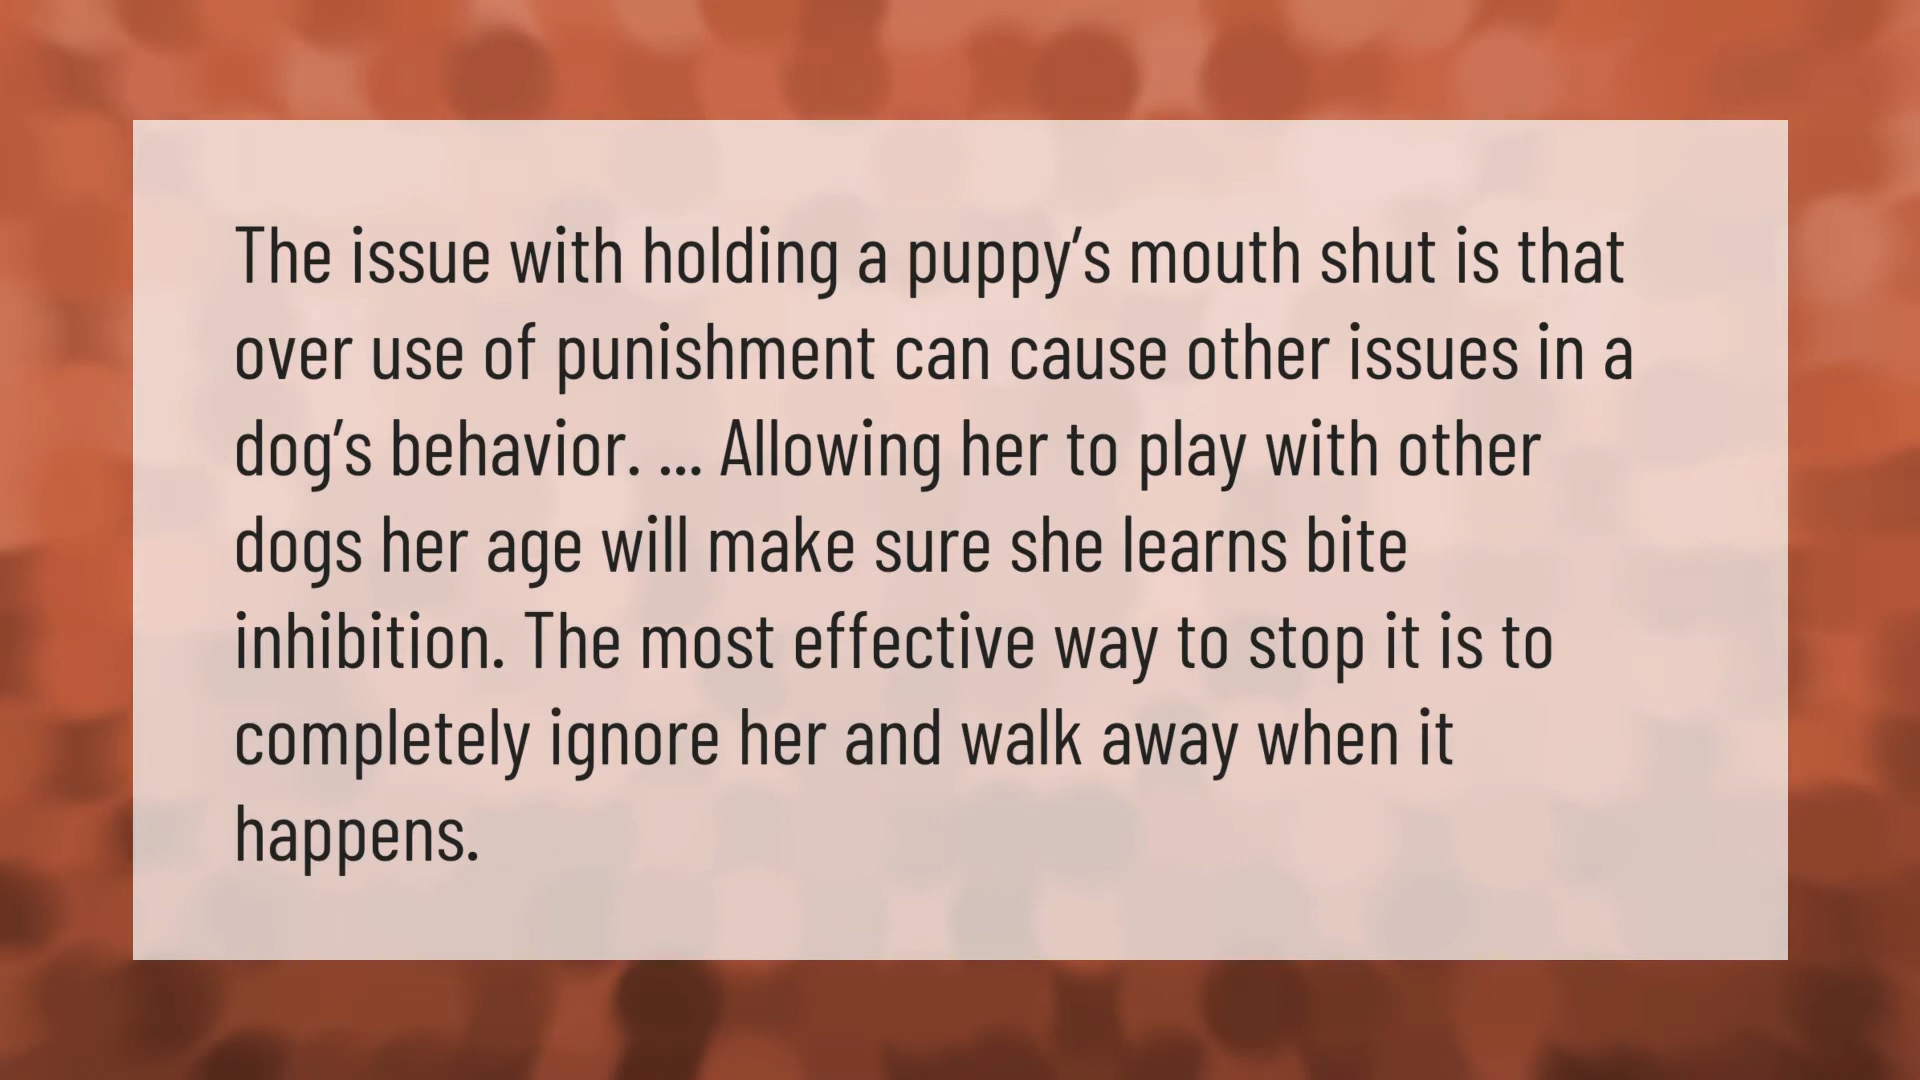 The issue with holding a puppy’s mouth shut is that
over use of punishment can cause other issues in a
dog’s behavior. ... Allowing her to play with other
dogs her age will make sure she learns bite
inhibition. The most effective way to stop it is to
completely ignore her and walk away when it
happens.